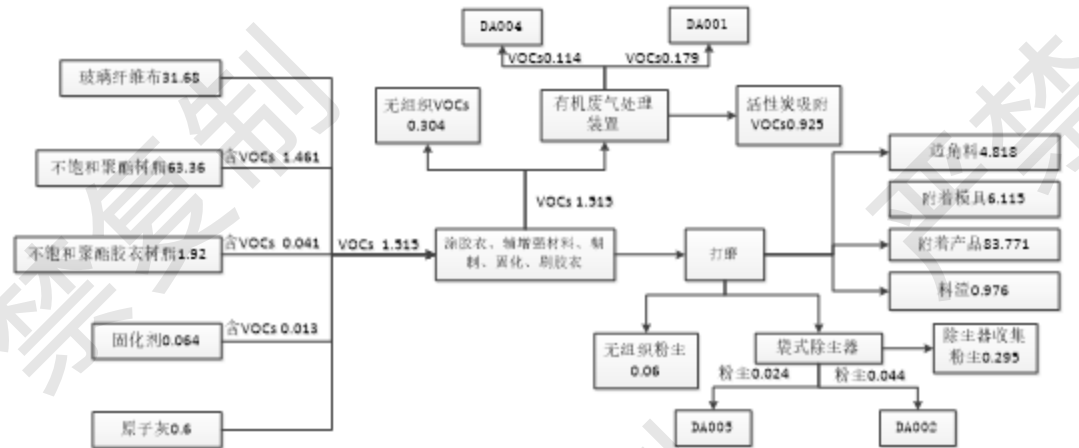 DA004
DA001
VOCs0.114
VOCs0.179
玻璃纤维布31.68
无组织VOCs
0.304
有机废气处理
装置
活性炭吸附
VOCs0.925
不饱和聚酯树脂63.36
含VOCs 1.461
边角料4.818
附着模具6.115
VOCs 1.515
不饱和聚酯胶衣树脂1.92
含VOCs 0.041
VOCs 1.515
涂胶衣、铺增强材料、糊
制、固化、刷胶衣
打磨
附着产品83.771
料渣0.976
固化剂0.064
含VOCs 0.013
无组织粉尘
0.06
袋式除尘器
除尘器收集
粉尘0.295
粉尘0.024
粉尘0.044
原子灰0.6
DA005
DA002
禁复制
严禁